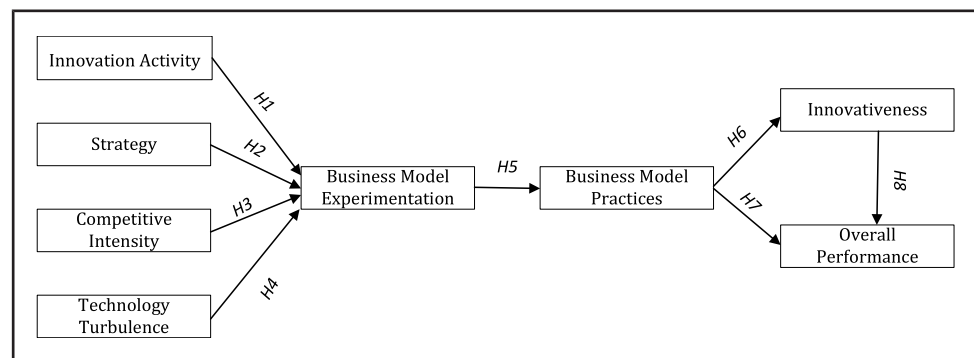 Innovation Activity
H1
Strategy
H2
Competitive
Intensity
H3
Technology
Turbulence
H4
Business Model
Experimentation
H5
Business Model
Practices
H6
H7
Innovativeness
H8
Overall
Performance